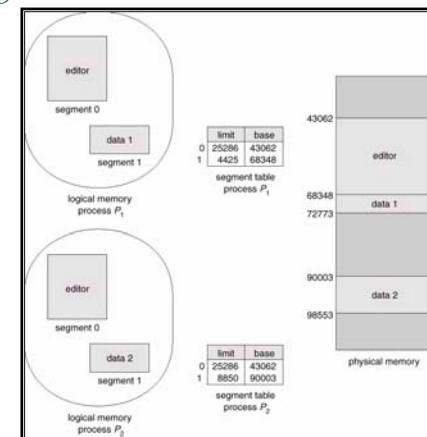 editor
segment 0
data 1
segment 1
logical memory
process P1
limit base
0 25286 43062
1 4425 68348
segment table
process P1
editor
segment 0
data 2
segment 1
logical memory
process P2
limit base
0 25286 43062
1 8850 90003
segment table
process P2
43062
editor
68348
data 1
72773
90003
data 2
98553
physical memory